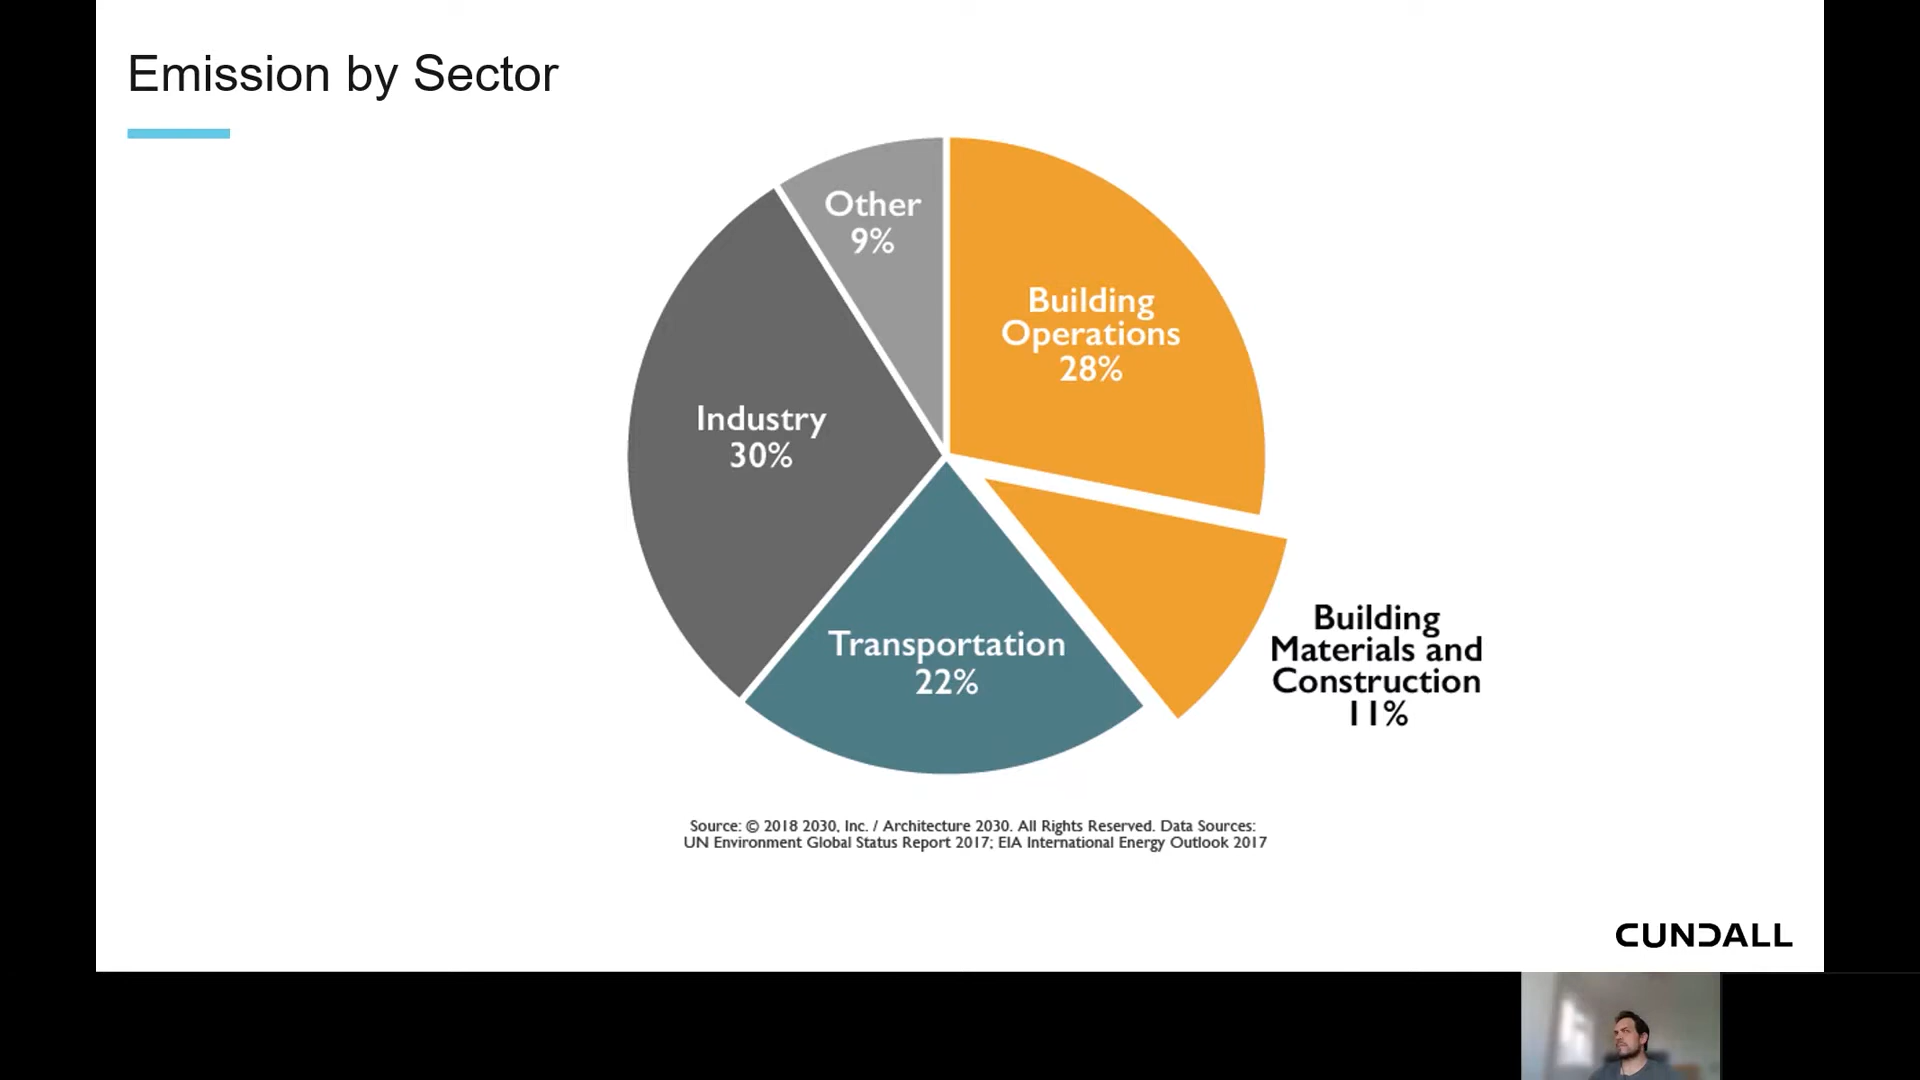 Emission by Sector
Other
9%
Building
Operations
28%
Industry
30%
Building
Materials and
Construction
11%
Transportation
22%
Source: © 2018 2030, Inc. / Architecture 2030. All Rights Reserved. Data Sources:
UN Environment Global Status Report 2017; EIA International Energy Outlook 2017
CUNDALL